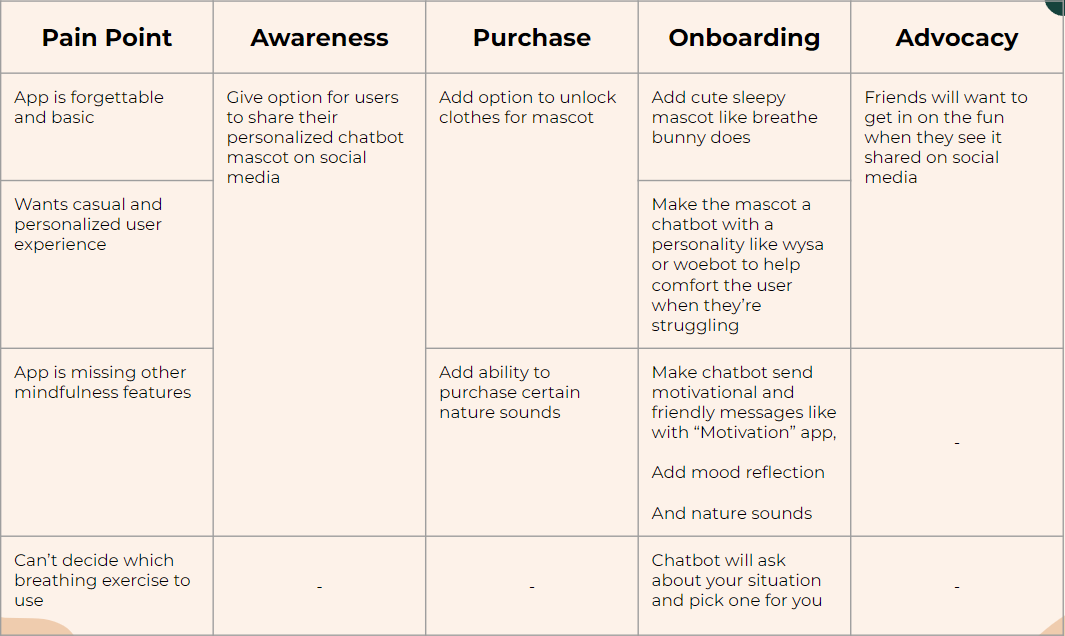 Pain Point
Awareness
Purchase
Onboarding
Advocacy
App is forgettable
and basic
Give option for users
to share their
personalized chatbot
mascot on social
media
Add option to unlock
clothes for mascot
Add cute sleepy
mascot like breathe
bunny does
Friends will want to
get in on the fun
when they see it
shared on social
media
Wants casual and
personalized user
experience
Make the mascot a
chatbot with a
personality like wysa
or woebot to help
comfort the user
when they’re
struggling
App is missing other
mindfulness features
Add ability to
purchase certain
nature sounds
Make chatbot send
motivational and
friendly messages like
with “Motivation” app,
Add mood reflection
And nature sounds
-
Can’t decide which
breathing exercise to
use
-
-
Chatbot will ask
about your situation
and pick one for you
-